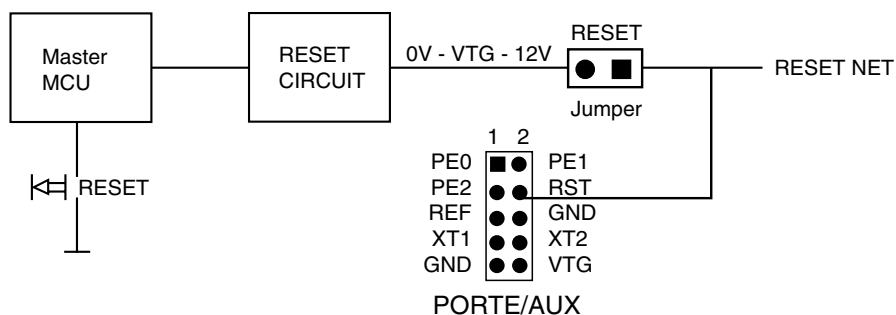 RESET
Master
MCU
RESET
CIRCUIT
0V - VTG - 12V
RESET NET
Jumper
RESET
1 2
PE0 PE1
PE2 RST
REF GND
XT1 XT2
GND VTG
PORTE/AUX